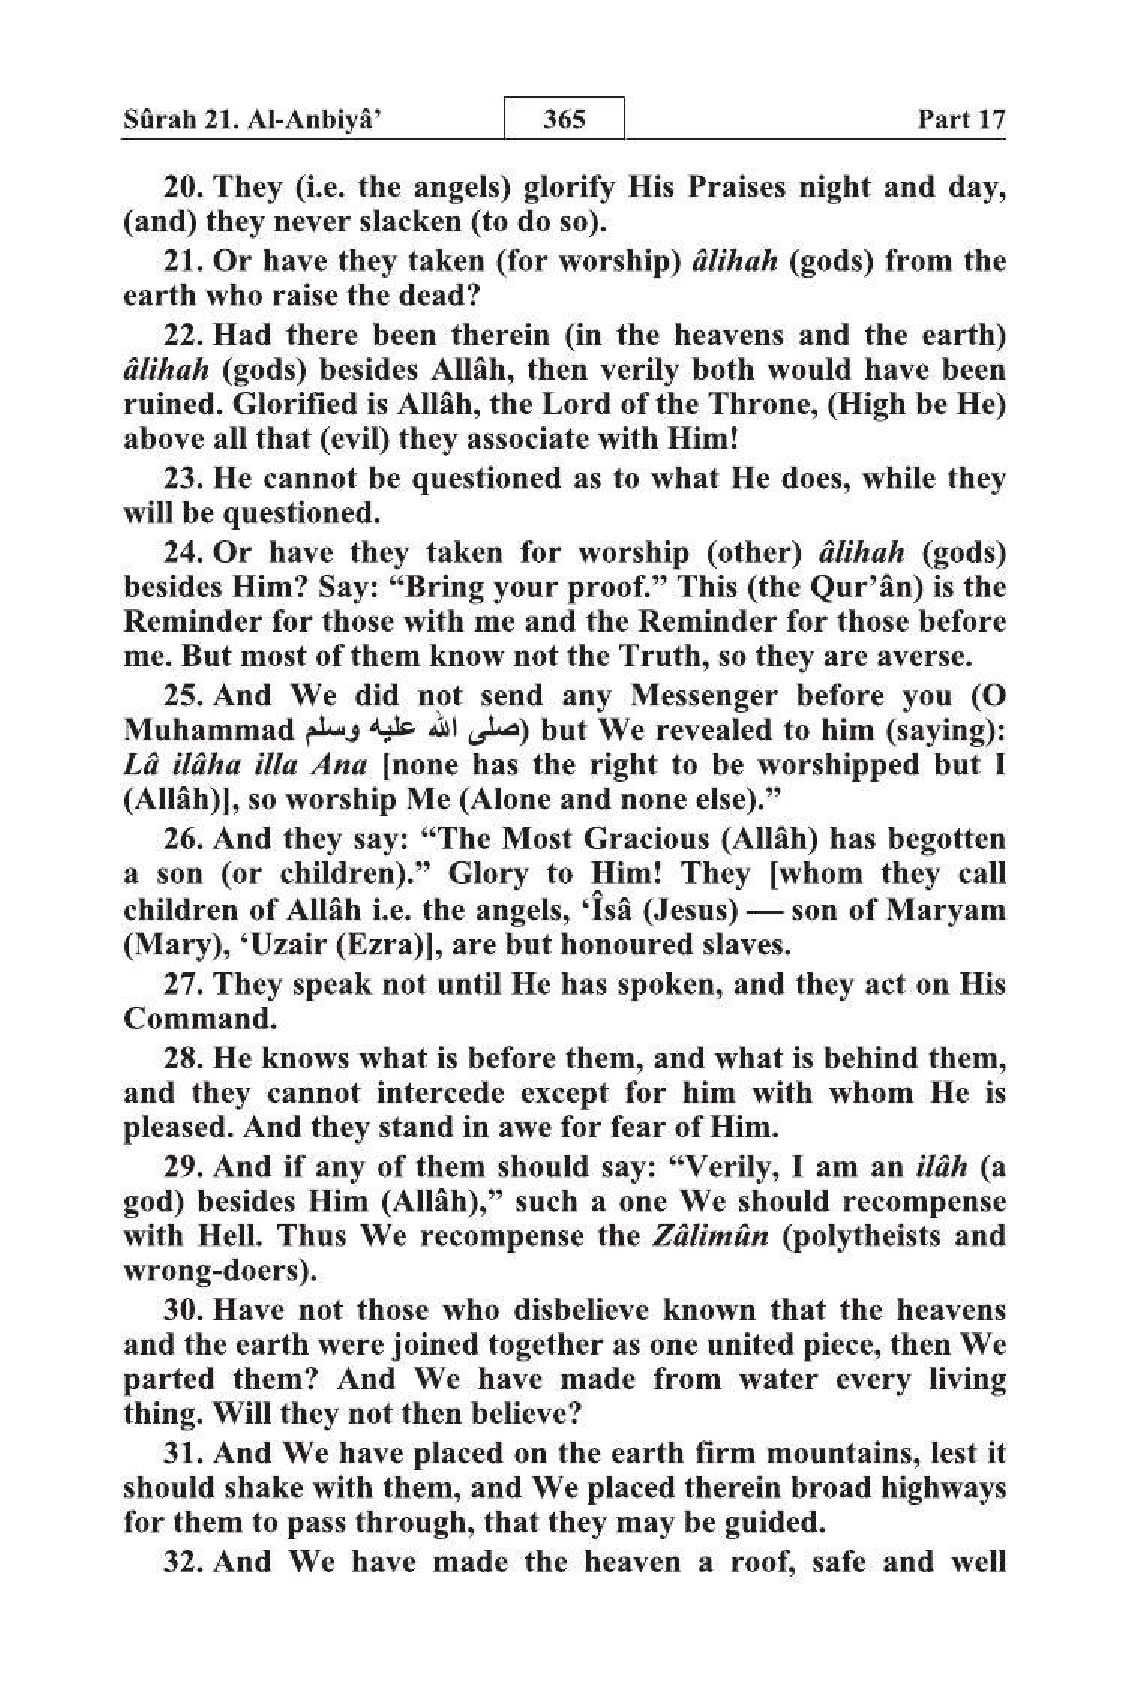 Sûrah 21. Al-Anbiyâ’ 365 Part 17
20. They (i.e. the angels) glorify His Praises night and day,
(and) they never slacken (to do so).
21. Or have they taken (for worship) âlihah (gods) from the
earth who raise the dead?
22. Had there been therein (in the heavens and the earth)
âlihah (gods) besides Allâh, then verily both would have been
ruined. Glorified is Allâh, the Lord of the Throne, (High be He)
above all that (evil) they associate with Him!
23. He cannot be questioned as to what He does, while they
will be questioned.
24. Or have they taken for worship (other) âlihah (gods)
besides Him? Say: “Bring your proof.” This (the Qur’ân) is the
Reminder for those with me and the Reminder for those before
me. But most of them know not the Truth, so they are averse.
25. And We did not send any Messenger before you (O
Muhammad صلى الله عليه وسلم) but We revealed to him (saying):
Lâ ilâha illa Ana [none has the right to be worshipped but I
(Allâh)], so worship Me (Alone and none else).”
26. And they say: “The Most Gracious (Allâh) has begotten
a son (or children).” Glory to Him! They [whom they call
children of Allâh i.e. the angels, ‘Îsâ (Jesus) — son of Maryam
(Mary), ‘Uzair (Ezra)], are but honoured slaves.
27. They speak not until He has spoken, and they act on His
Command.
28. He knows what is before them, and what is behind them,
and they cannot intercede except for him with whom He is
pleased. And they stand in awe for fear of Him.
29. And if any of them should say: “Verily, I am an ilâh (a
god) besides Him (Allâh),” such a one We should recompense
with Hell. Thus We recompense the Zâlimûn (polytheists and
wrong-doers).
30. Have not those who disbelieve known that the heavens
and the earth were joined together as one united piece, then We
parted them? And We have made from water every living
thing. Will they not then believe?
31. And We have placed on the earth firm mountains, lest it
should shake with them, and We placed therein broad highways
for them to pass through, that they may be guided.
32. And We have made the heaven a roof, safe and well